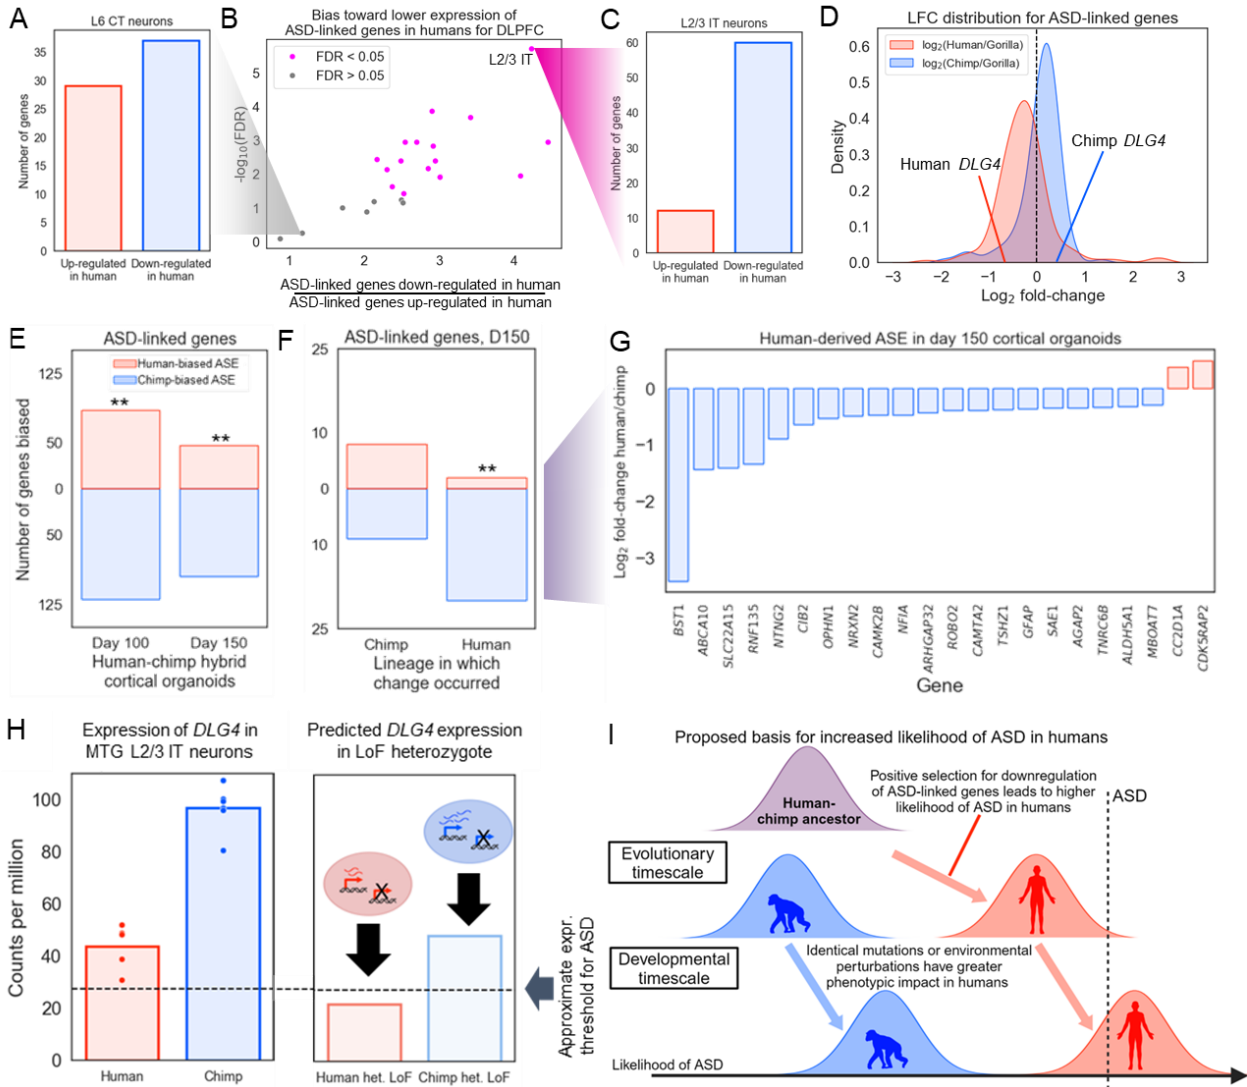 A
L6 CT neurons
Number of genes
35
30
25
20
15
10
5
0
Up-regulated
in human
Down-regulated
in human
B
Bias toward lower expression of
ASD-linked genes in humans for DLPFC
FDR < 0.05
FDR > 0.05
L2/3 IT
-log10(FDR)
5
4
3
2
1
0
1
2
3
4
ASD-linked genes down-regulated in human
ASD-linked genes up-regulated in human
C
L2/3 IT neurons
Number of genes
60
50
40
30
20
10
0
Up-regulated
in human
Down-regulated
in human
D
LFC distribution for ASD-linked genes
log2(Human/Gorilla)
log2(Chimp/Gorilla)
Density
0.6
0.5
0.4
0.3
0.2
0.1
0.0
Human DLG4
Chimp DLG4
−3
−2
−1
0
1
2
3
Log2 fold-change
E
ASD-linked genes
Human-biased ASE
Chimp-biased ASE
Number of genes biased
125
50
0
50
125
**
**
Day 100
Day 150
Human-chimp hybrid
cortical organoids
F
ASD-linked genes, D150
25
10
0
10
25
**
Chimp
Human
Lineage in which
change occurred
G
Human-derived ASE in day 150 cortical organoids
Log2 fold-change human/chimp
0
−1
−2
−3
BST1
ABCA10
SLC22A15
RNF135
NTNG2
CIB2
OPHN1
NRXN2
CAMK2B
NFIA
ARHGAP32
ROBO2
CAMTA2
TSHZ1
GFAP
SAE1
AGAP2
TNRC6B
ALDH5A1
MBOAT7
CC2D1A
CDK5RAP2
Gene
H
Expression of DLG4 in
MTG L2/3 IT neurons
Counts per million
100
80
60
40
20
0
Human
Chimp
Predicted DLG4 expression
in LoF heterozygote
X
X
Human het. LoF
Chimp het. LoF
Approximate expr.
threshold for ASD
I
Proposed basis for increased likelihood of ASD in humans
Human-
chimp ancestor
Positive selection for downregulation
of ASD-linked genes leads to higher
likelihood of ASD in humans
ASD
Evolutionary
timescale
Developmental
timescale
Identical mutations or environmental
perturbations have greater
phenotypic impact in humans
Likelihood of ASD